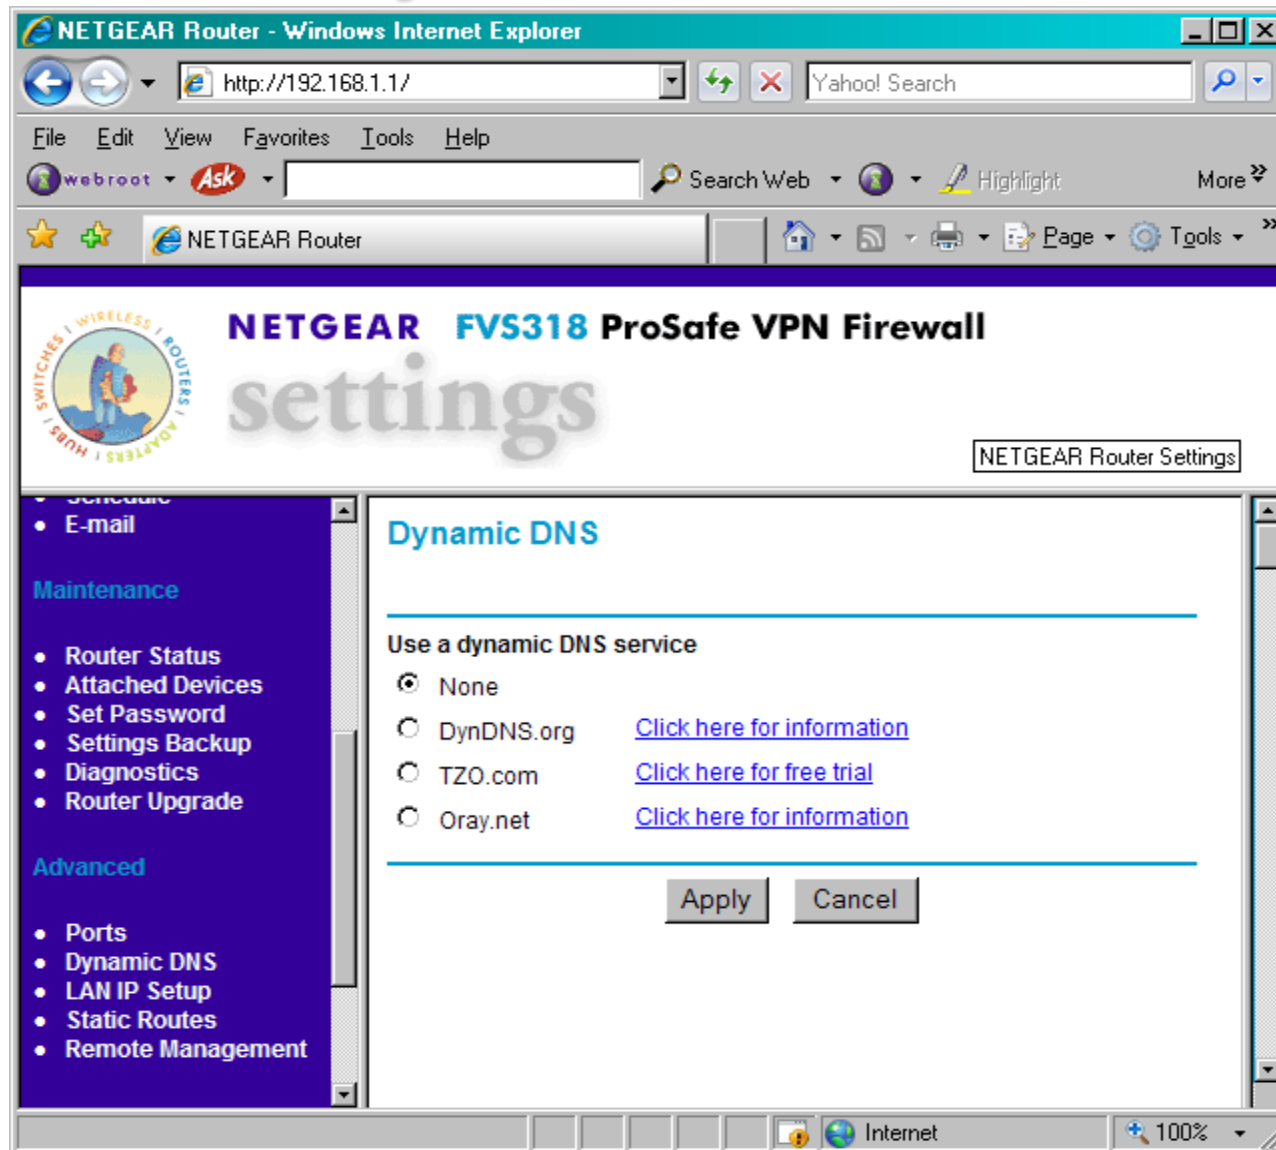 NETGEAR Router - Windows Internet Explorer
http://192.168.1.1/
Yahoo! Search
File Edit View Favorites Tools Help
webroot Ask Search Web Highlight More
NETGEAR Router Page Tools
NETGEAR FVS318 ProSafe VPN Firewall
settings
SWITCHES | WIRELESS | ROUTERS | ADAPTERS | HUBS |
NETGEAR Router Settings
Schedule
E-mail
Maintenance
Router Status
Attached Devices
Set Password
Settings Backup
Diagnostics
Router Upgrade
Advanced
Ports
Dynamic DNS
LAN IP Setup
Static Routes
Remote Management
Dynamic DNS
Use a dynamic DNS service
None
DynDNS.org Click here for information
TZO.com Click here for free trial
Oray.net Click here for information
Apply Cancel
Internet 100%